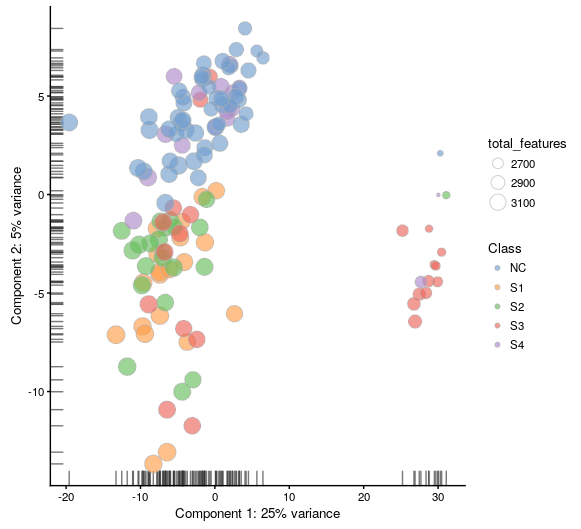 5
0
-5
-10
-20
-10
0
10
20
30
Component 1: 25% variance
Component 2: 5% variance
total_features
2700
2900
3100
Class
NC
S1
S2
S3
S4